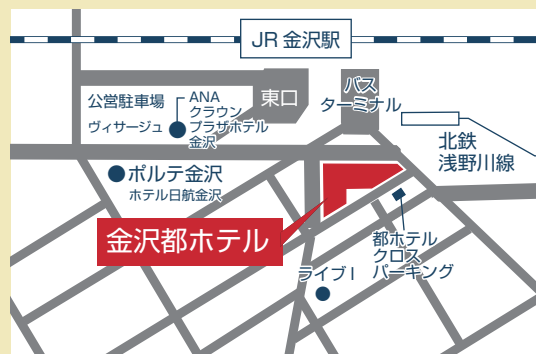 JR 金沢駅
東口
バス
ターミナル
公営駐車場
ヴィサージュ
ANA
クラウン
プラザホテル
金沢
北鉄
浅野川線
ポルテ金沢
ホテル日航金沢
金沢都ホテル
都ホテル
クロス
パーキング
ライブ1